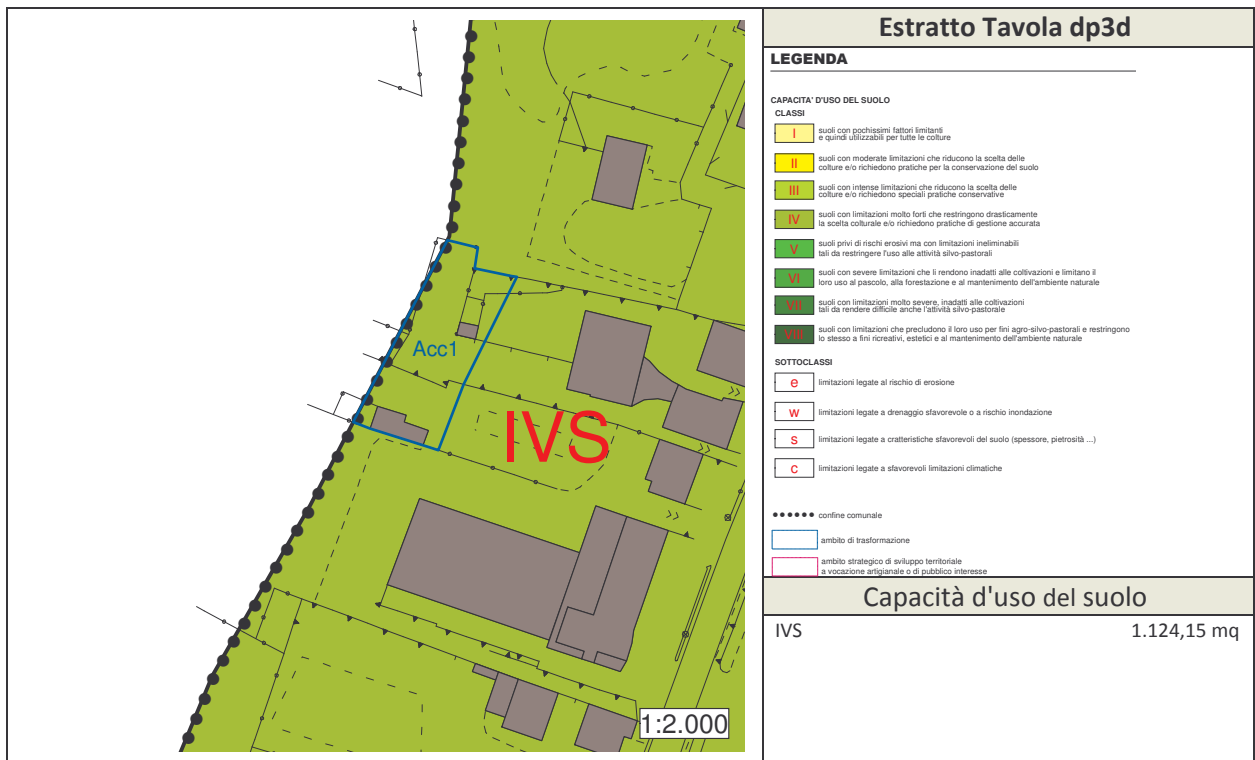 Acc1
IVS
1:2.000
Estratto Tavola dp3d
LEGENDA
CAPACITA' D'USO DEL SUOLO
CLASSI
I suoli con pochissimi fattori limitanti
e quindi utilizzabili per tutte le colture
II suoli con moderate limitazioni che riducono la scelta delle
colture e/o richiedono pratiche per la conservazione del suolo
III suoli con intense limitazioni che riducono la scelta delle
colture e/o richiedono speciali pratiche conservative
IV suoli con limitazioni molto forti che restringono drasticamente
la scelta colturale e/o richiedono pratiche di gestione accurata
V suoli privi di rischi erosivi ma con limitazioni ineliminabili
tali da restringere l'uso alle attività silvo-pastorali
VI suoli con severe limitazioni che li rendono inadatti alle coltivazioni e limitano il
loro uso al pascolo, alla forestazione e al mantenimento dell'ambiente naturale
VII suoli con limitazioni molto severe, inadatti alle coltivazioni
tali da rendere difficile anche l'attività silvo-pastorale
VIII suoli con limitazioni che precludono il loro uso per fini agro-silvo-pastorali e restringono
lo stesso a fini ricreativi, estetici e al mantenimento dell'ambiente naturale
SOTTOCLASSI
e limitazioni legate al rischio di erosione
w limitazioni legate a drenaggio sfavorevole o a rischio inondazione
s limitazioni legate a cratteristiche sfavorevoli del suolo (spessore, pietrosità ...)
c limitazioni legate a sfavorevoli limitazioni climatiche
confine comunale
ambito di trasformazione
ambito strategico di sviluppo territoriale
a vocazione artigianale o di pubblico interesse
Capacità d'uso del suolo
IVS 1.124,15 mq